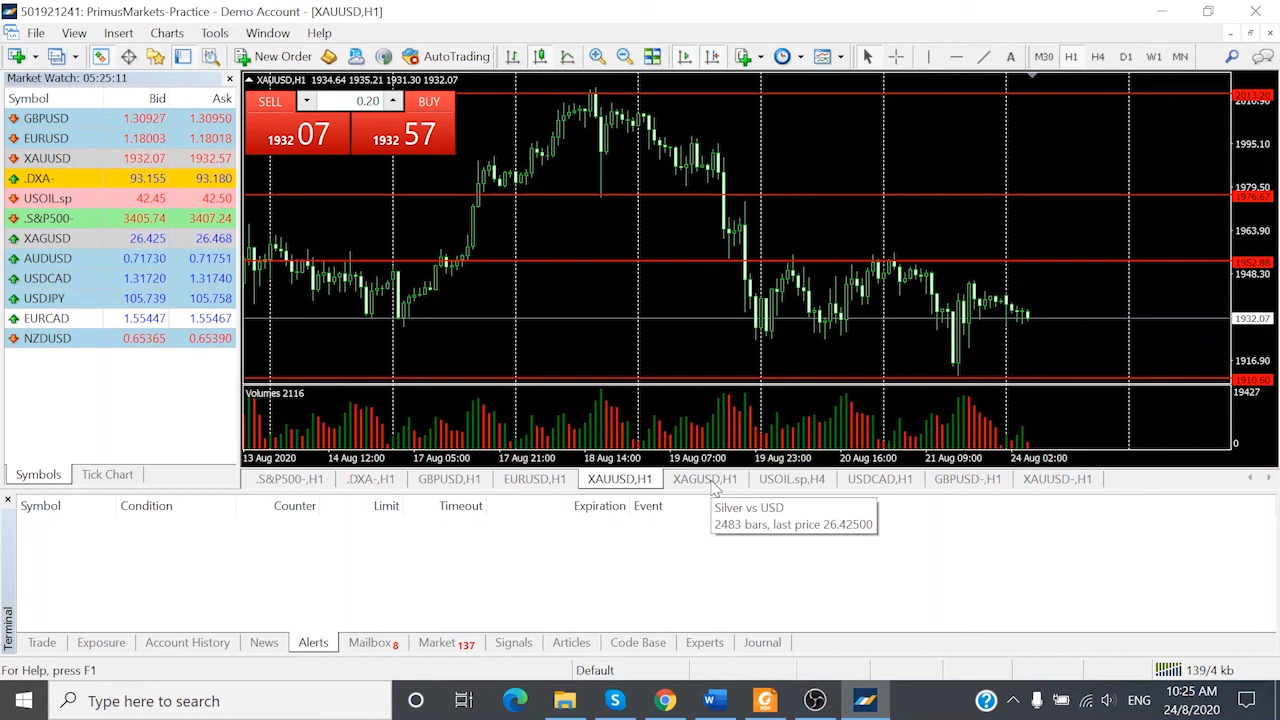 501921241: PrimusMarkets-Practice - Demo Account - [XAUUSD,H1]
File View Insert Charts Tools Window Help
New Order AutoTrading A M30 H1 H4 D1 W1 MN
Market Watch: 05:25:11
Symbol Bid Ask
GBPUSD 1.30927 1.30950
EURUSD 1.18003 1.18018
XAUUSD 1932.07 1932.57
.DXA- 93.155 93.180
USOIL.sp 42.45 42.50
.S&P500- 3405.74 3407.24
XAGUSD 26.425 26.468
AUDUSD 0.71730 0.71751
USDCAD 1.31720 1.31740
USDJPY 105.739 105.758
EURCAD 1.55447 1.55467
NZDUSD 0.65365 0.65390
Symbols Tick Chart
XAUUSD,H1 1934.64 1935.21 1931.30 1932.07
SELL 0.20 BUY
1932 07 1932 57
2013.20
2010.90
1995.10
1979.50
1976.67
1963.90
1952.88
1948.30
1932.07
1916.90
1910.60
Volumes 2116
19427
0
13 Aug 2020 14 Aug 12:00 17 Aug 05:00 17 Aug 21:00 18 Aug 14:00 19 Aug 07:00 19 Aug 23:00 20 Aug 16:00 21 Aug 09:00 24 Aug 02:00
.S&P500-,H1 .DXA-,H1 GBPUSD,H1 EURUSD,H1 XAUUSD,H1 XAGUSD,H1 USOIL.sp,H4 USDCAD,H1 GBPUSD-,H1 XAUUSD-,H1
Symbol Condition Counter Limit Timeout Expiration Event
Silver vs USD
2483 bars, last price 26.42500
Terminal
Trade Exposure Account History News Alerts Mailbox 8 Market 137 Signals Articles Code Base Experts Journal
For Help, press F1 Default 139/4 kb
Type here to search
ENG
10:25 AM
24/8/2020